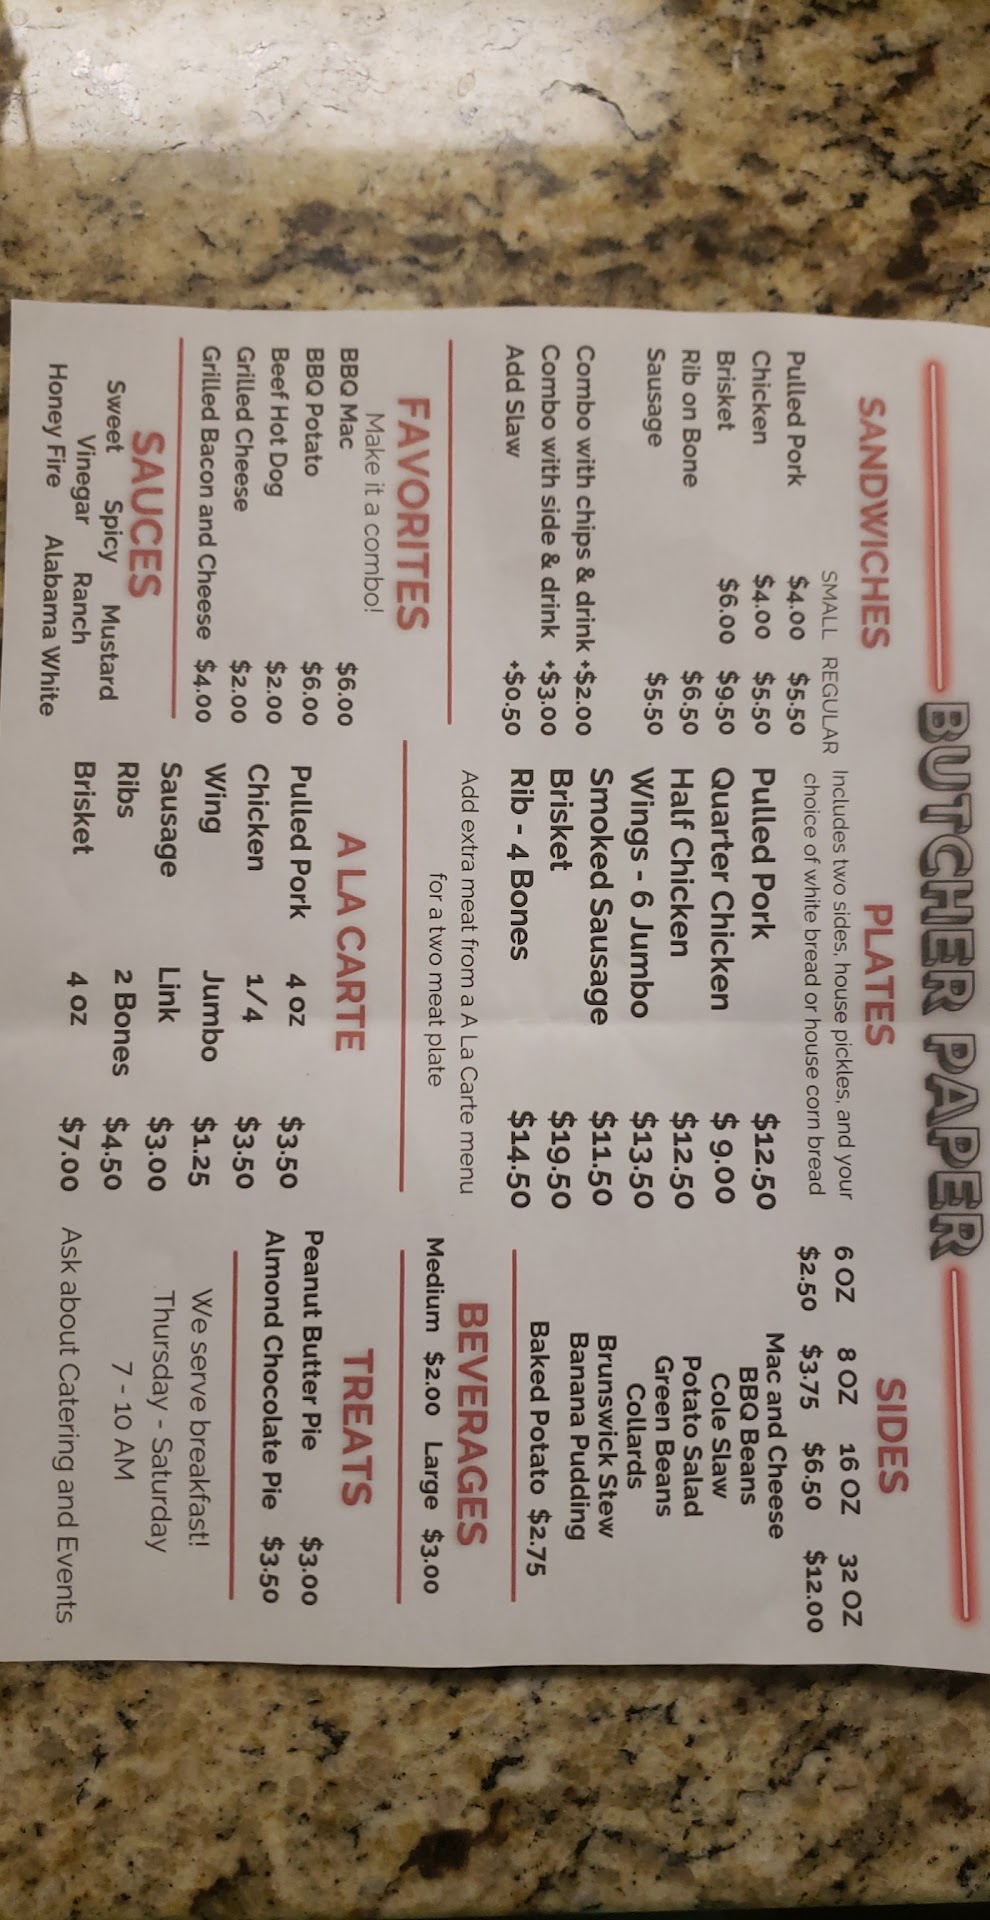 BUTCHER PAPER
SANDWICHES
SMALL REGULAR
Pulled Pork $4.00 $5.50
Chicken $4.00 $5.50
Brisket $6.00 $9.50
Rib on Bone $6.50
Sausage $5.50
Combo with chips & drink +$2.00
Combo with side & drink +$3.00
Add Slaw +$0.50
FAVORITES
Make it a combo!
BBQ Mac $6.00
BBQ Potato $6.00
Beef Hot Dog $2.00
Grilled Cheese $2.00
Grilled Bacon and Cheese $4.00
SAUCES
Sweet Spicy Mustard
Vinegar Ranch
Honey Fire Alabama White
PLATES
Includes two sides, house pickles, and your
choice of white bread or house corn bread
Pulled Pork $12.50
Quarter Chicken $ 9.00
Half Chicken $12.50
Wings - 6 Jumbo $13.50
Smoked Sausage $11.50
Brisket $19.50
Rib - 4 Bones $14.50
Add extra meat from a A La Carte menu
for a two meat plate
A LA CARTE
Pulled Pork 4 oz $3.50
Chicken 1/4 $3.50
Wing Jumbo $1.25
Sausage Link $3.00
Ribs 2 Bones $4.50
Brisket 4 oz $7.00
SIDES
6 OZ 8 OZ 16 OZ 32 OZ
$2.50 $3.75 $6.50 $12.00
Mac and Cheese
BBQ Beans
Cole Slaw
Potato Salad
Green Beans
Collards
Brunswick Stew
Banana Pudding
Baked Potato $2.75
BEVERAGES
Medium $2.00 Large $3.00
TREATS
Peanut Butter Pie $3.00
Almond Chocolate Pie $3.50
We serve breakfast!
Thursday - Saturday
7 - 10 AM
Ask about Catering and Events